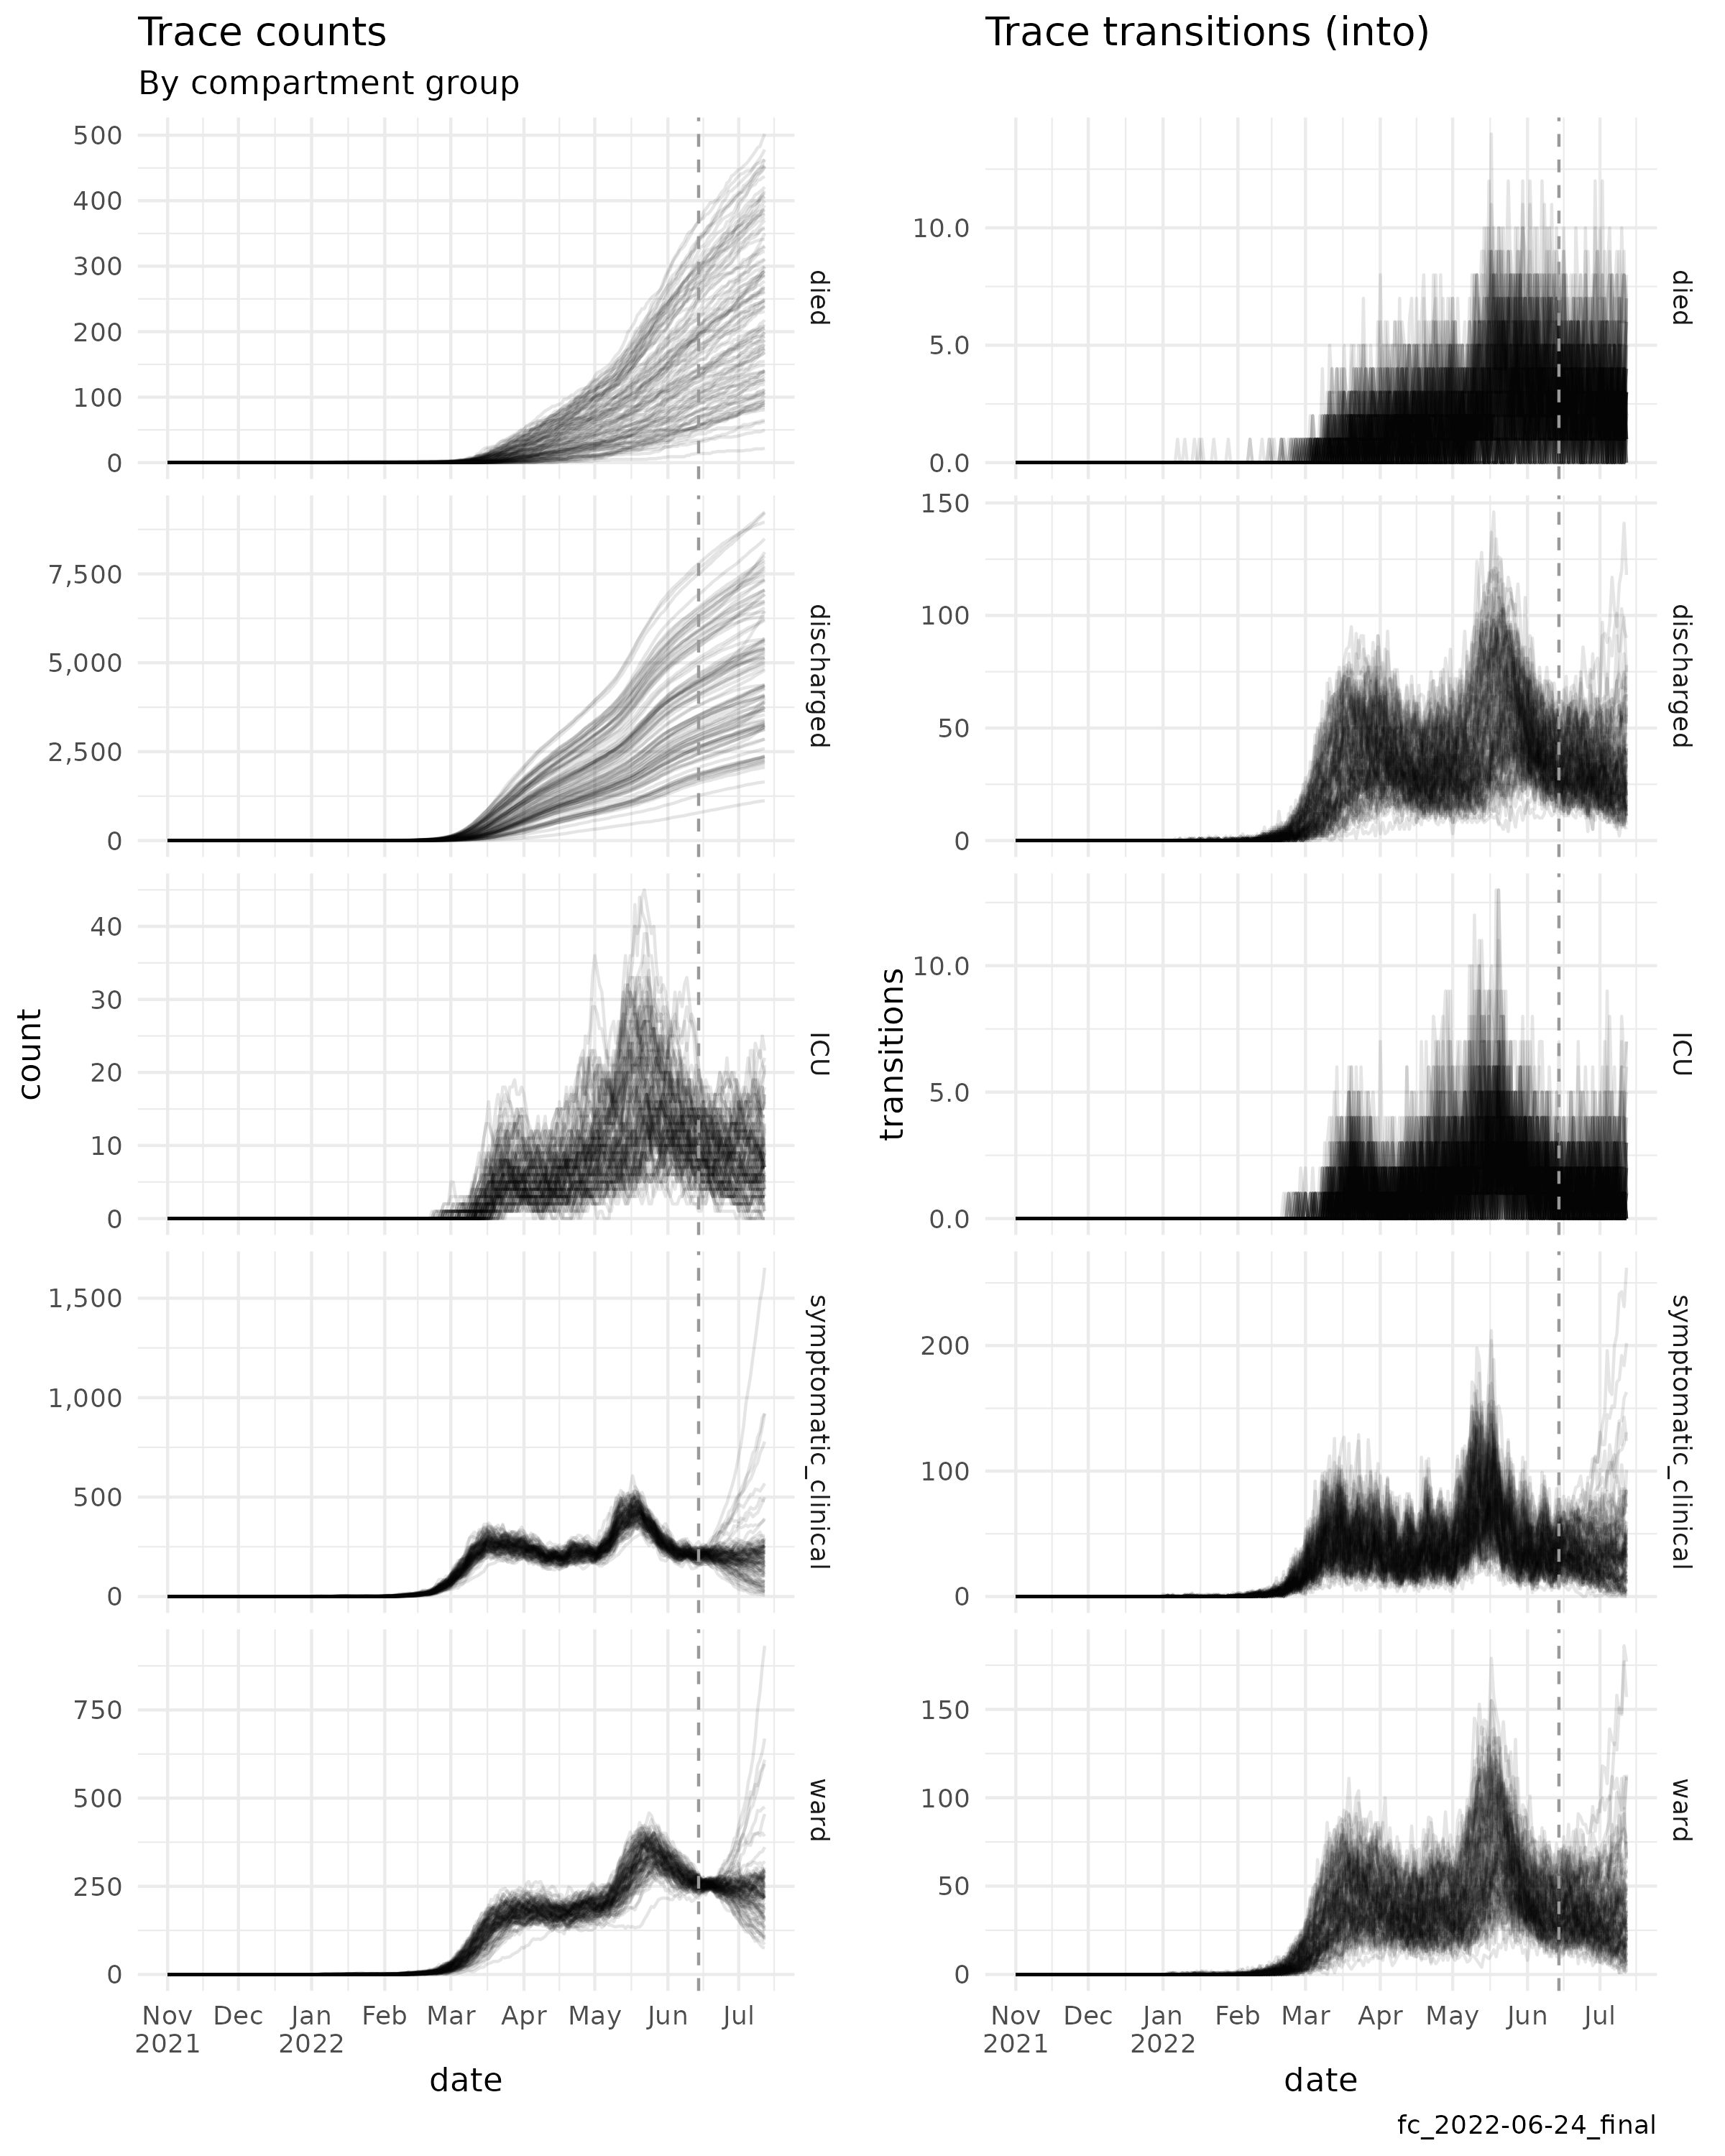 Trace counts
By compartment group
count
500
400
300
200
100
0
died
7,500
5,000
2,500
0
discharged
40
30
20
10
0
ICU
1,500
1,000
500
0
symptomatic_clinical
750
500
250
0
ward
Nov Dec Jan Feb Mar Apr May Jun Jul
2021 2022
date
Trace transitions (into)
transitions
10.0
5.0
0.0
died
150
100
50
0
discharged
10.0
5.0
0.0
ICU
200
100
0
symptomatic_clinical
150
100
50
0
ward
Nov Dec Jan Feb Mar Apr May Jun Jul
2021 2022
date
fc_2022-06-24_final